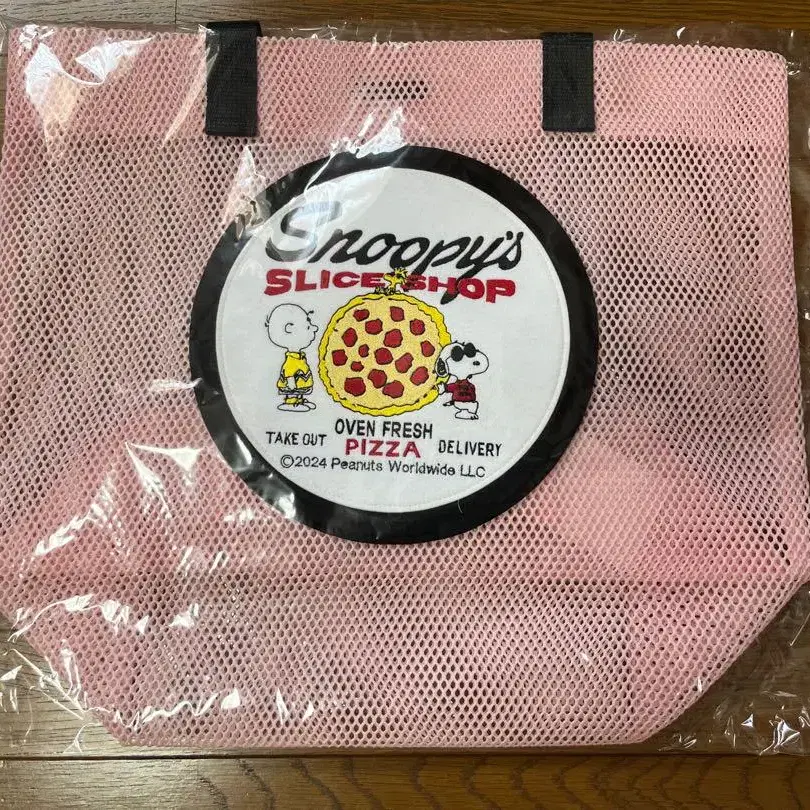 Snoopy's
SLICE SHOP
TAKE OUT
OVEN FRESH
PIZZA
DELIVERY
©2024 Peanuts Worldwide LLC